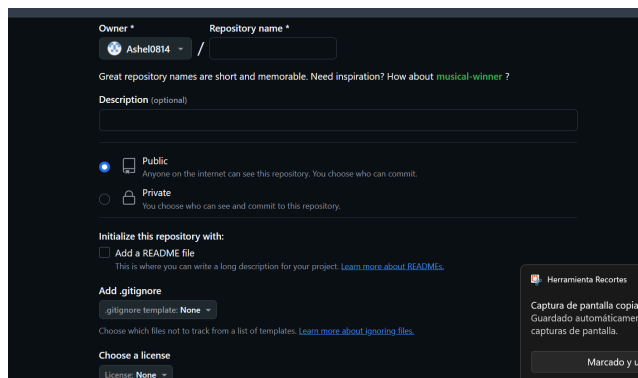 Owner * Repository name *
Ashel0814 /
Great repository names are short and memorable. Need inspiration? How about musical-winner ?
Description (optional)
Public
Anyone on the internet can see this repository. You choose who can commit.
Private
You choose who can see and commit to this repository.
Initialize this repository with:
Add a README file
This is where you can write a long description for your project. Learn more about READMEs.
Add .gitignore
.gitignore template: None
Choose which files not to track from a list of templates. Learn more about ignoring files.
Choose a license
License: None
Herramienta Recortes
Captura de pantalla copia
Guardado automáticamen
capturas de pantalla.
Marcado y u